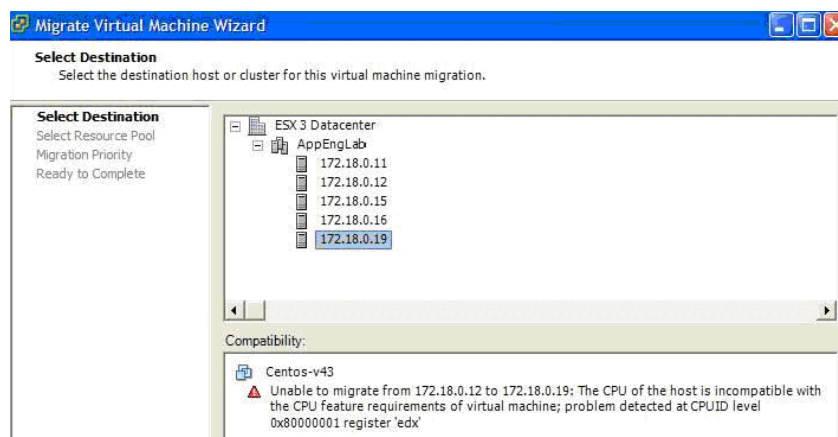 Migrate Virtual Machine Wizard
Select Destination
Select the destination host or cluster for this virtual machine migration.
Select Destination
Select Resource Pool
Migration Priority
Ready to Complete
ESX 3 Datacenter
AppEngLab
172.18.0.11
172.18.0.12
172.18.0.15
172.18.0.16
172.18.0.19
Compatibility:
Centos-v43
Unable to migrate from 172.18.0.12 to 172.18.0.19: The CPU of the host is incompatible with
the CPU feature requirements of virtual machine; problem detected at CPUID level
0x80000001 register 'edx'